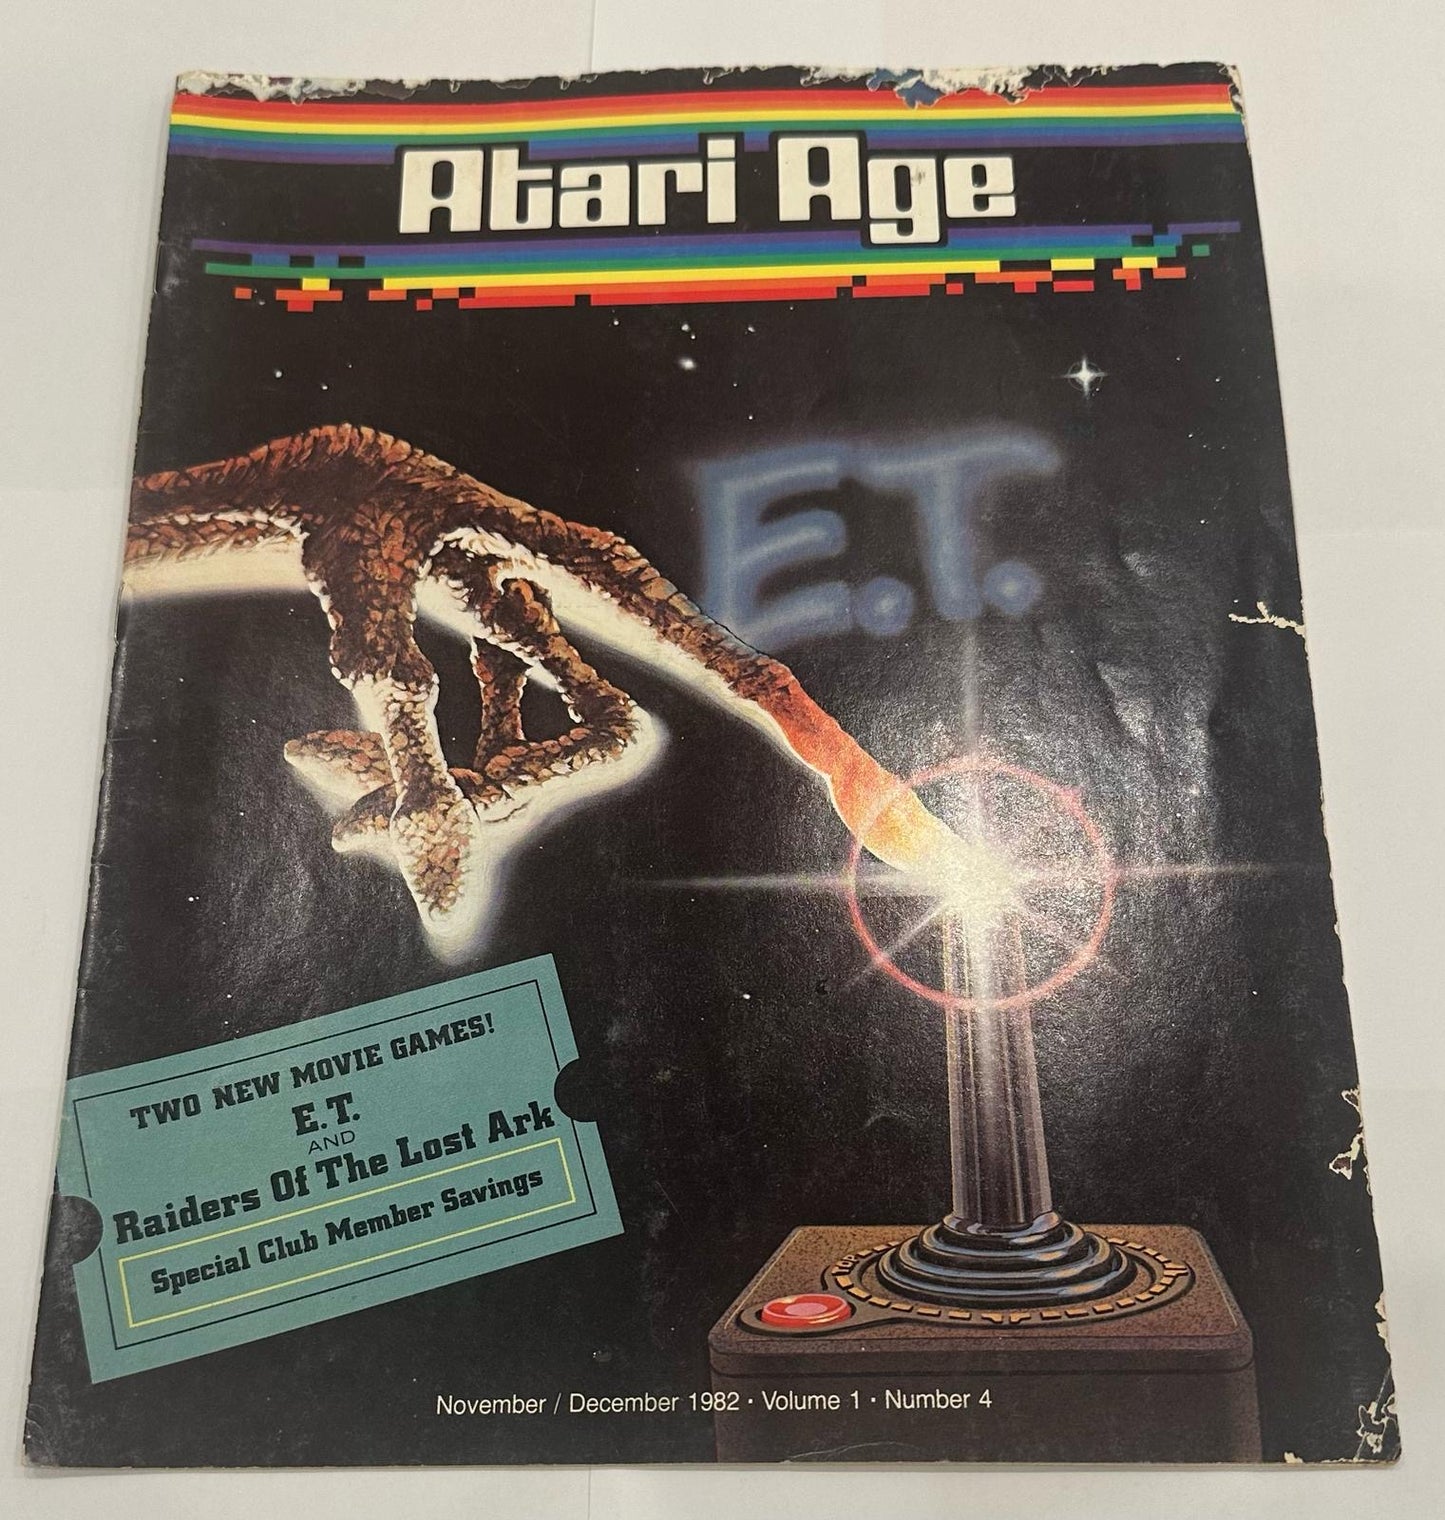 Atari Age
E.T.
TWO NEW MOVIE GAMES!
E.T.
AND
Raiders Of The Lost Ark
Special Club Member Savings
TOP
November / December 1982 · Volume 1 · Number 4